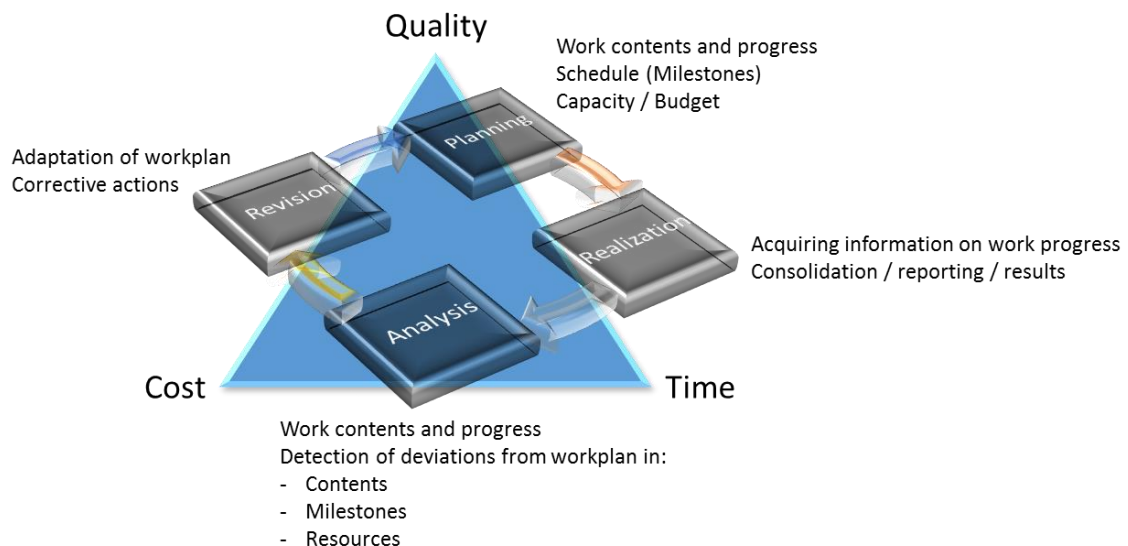 Quality
Work contents and progress
Schedule (Milestones)
Capacity / Budget
Planning
Adaptation of workplan
Corrective actions
Revision
Realization
Acquiring information on work progress
Consolidation / reporting / results
Analysis
Cost
Time
Work contents and progress
Detection of deviations from workplan in:
- Contents
- Milestones
- Resources